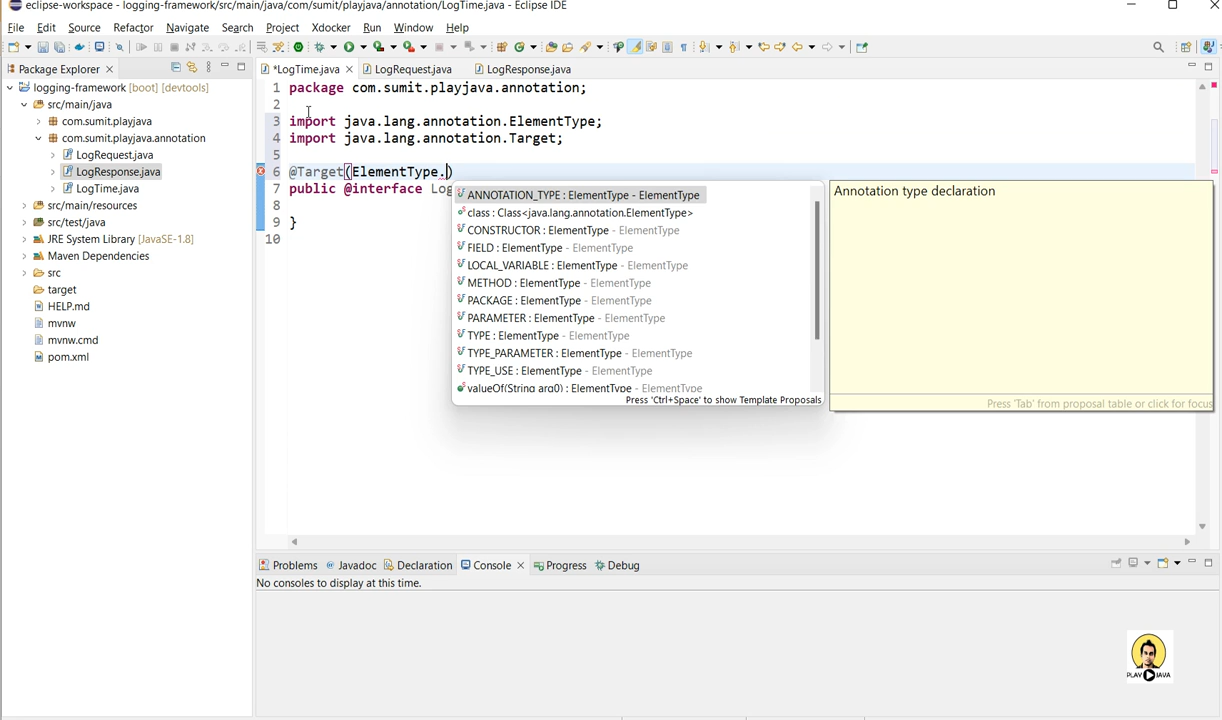 eclipse-workspace - logging-framework/src/main/java/com/sumit/playjava/annotation/LogTime.java - Eclipse IDE
File Edit Source Refactor Navigate Search Project Xdocker Run Window Help
Package Explorer
*LogTime.java LogRequest.java LogResponse.java
logging-framework [boot] [devtools]
src/main/java
com.sumit.playjava
com.sumit.playjava.annotation
LogRequest.java
LogResponse.java
LogTime.java
src/main/resources
src/test/java
JRE System Library [JavaSE-1.8]
Maven Dependencies
src
target
HELP.md
mvnw
mvnw.cmd
pom.xml
1 package com.sumit.playjava.annotation;
2
3 import java.lang.annotation.ElementType;
4 import java.lang.annotation.Target;
5
6 @Target(ElementType.)
7 public @interface Log
8
9 }
10
ANNOTATION_TYPE : ElementType - ElementType
class : Class<java.lang.annotation.ElementType>
CONSTRUCTOR : ElementType - ElementType
FIELD : ElementType - ElementType
LOCAL_VARIABLE : ElementType - ElementType
METHOD : ElementType - ElementType
PACKAGE : ElementType - ElementType
PARAMETER : ElementType - ElementType
TYPE : ElementType - ElementType
TYPE_PARAMETER : ElementType - ElementType
TYPE_USE : ElementType - ElementType
valueOf(String arg0) : ElementType - ElementType
Press 'Ctrl+Space' to show Template Proposals
Annotation type declaration
Press 'Tab' from proposal table or click for focus
Problems Javadoc Declaration Console Progress Debug
No consoles to display at this time.
PLAY JAVA